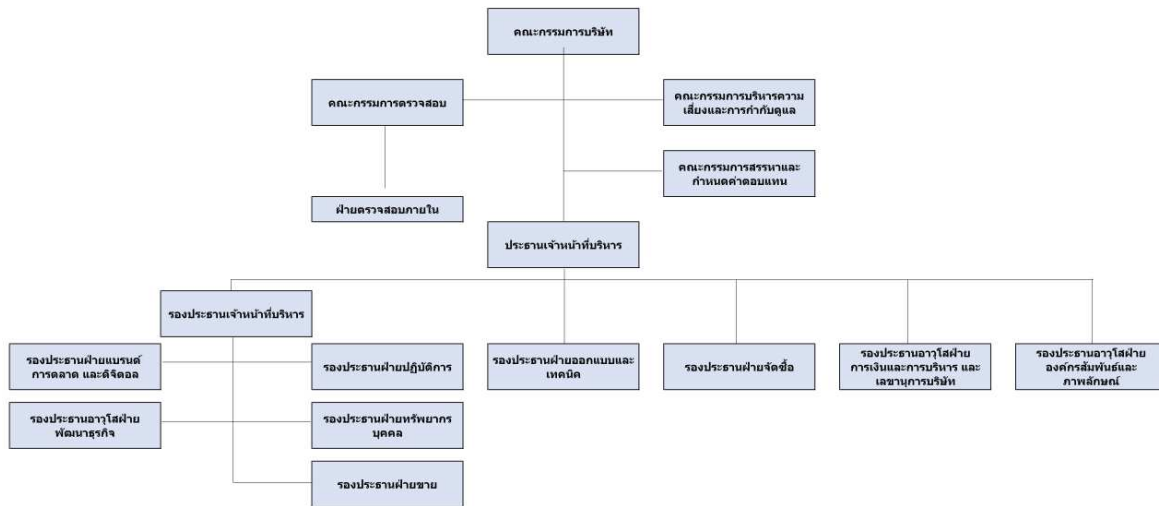 คณะกรรมการบริษัท
คณะกรรมการตรวจสอบ
คณะกรรมการบริหารความ
เสี่ยงและการกำกับดูแล
คณะกรรมการสรรหาและ
กำหนดค่าตอบแทน
ฝ่ายตรวจสอบภายใน
ประธานเจ้าหน้าที่บริหาร
รองประธานเจ้าหน้าที่บริหาร
รองประธานฝ่ายแบรนด์
การตลาด และดิจิตอล
รองประธานฝ่ายปฏิบัติการ
รองประธานฝ่ายออกแบบและ
เทคนิค
รองประธานฝ่ายจัดซื้อ
รองประธานอาวุโสฝ่าย
การเงินและการบริหาร และ
เลขานุการบริษัท
รองประธานอาวุโสฝ่าย
องค์กรสัมพันธ์และ
ภาพลักษณ์
รองประธานอาวุโสฝ่าย
พัฒนาธุรกิจ
รองประธานฝ่ายทรัพยากร
บุคคล
รองประธานฝ่ายขาย